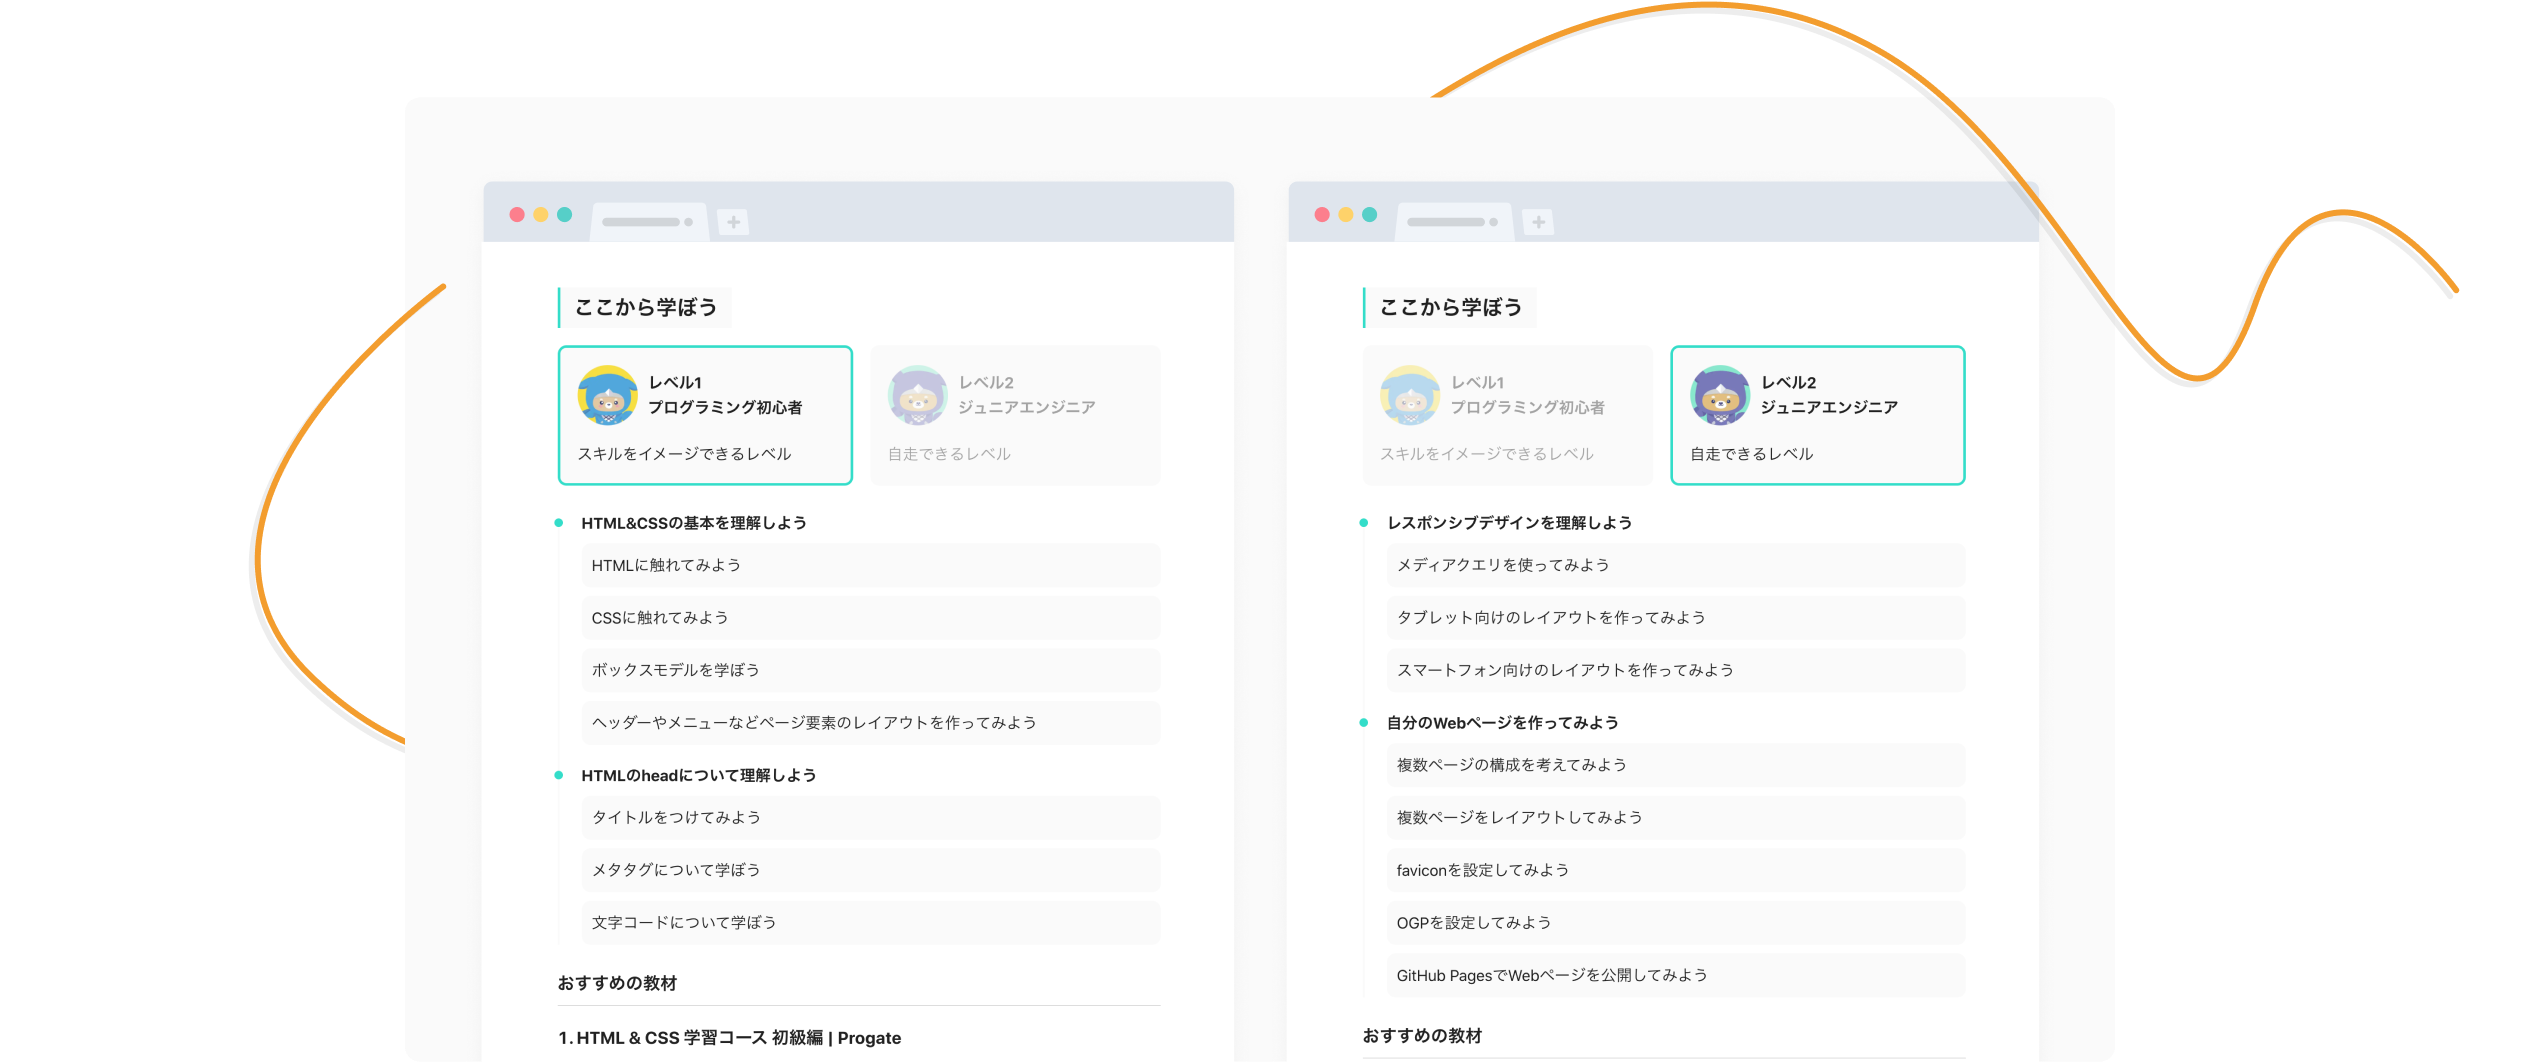 ここから学ぼう
レベル1
プログラミング初心者
スキルをイメージできるレベル
レベル2
ジュニアエンジニア
自走できるレベル
HTML&CSSの基本を理解しよう
HTMLに触れてみよう
CSSに触れてみよう
ボックスモデルを学ぼう
ヘッダーやメニューなどページ要素のレイアウトを作ってみよう
HTMLのheadについて理解しよう
タイトルをつけてみよう
メタタグについて学ぼう
文字コードについて学ぼう
おすすめの教材
1. HTML & CSS 学習コース 初級編 | Progate
ここから学ぼう
レベル1
プログラミング初心者
スキルをイメージできるレベル
レベル2
ジュニアエンジニア
自走できるレベル
レスポンシブデザインを理解しよう
メディアクエリを使ってみよう
タブレット向けのレイアウトを作ってみよう
スマートフォン向けのレイアウトを作ってみよう
自分のWebページを作ってみよう
複数ページの構成を考えてみよう
複数ページをレイアウトしてみよう
faviconを設定してみよう
OGPを設定してみよう
GitHub PagesでWebページを公開してみよう
おすすめの教材